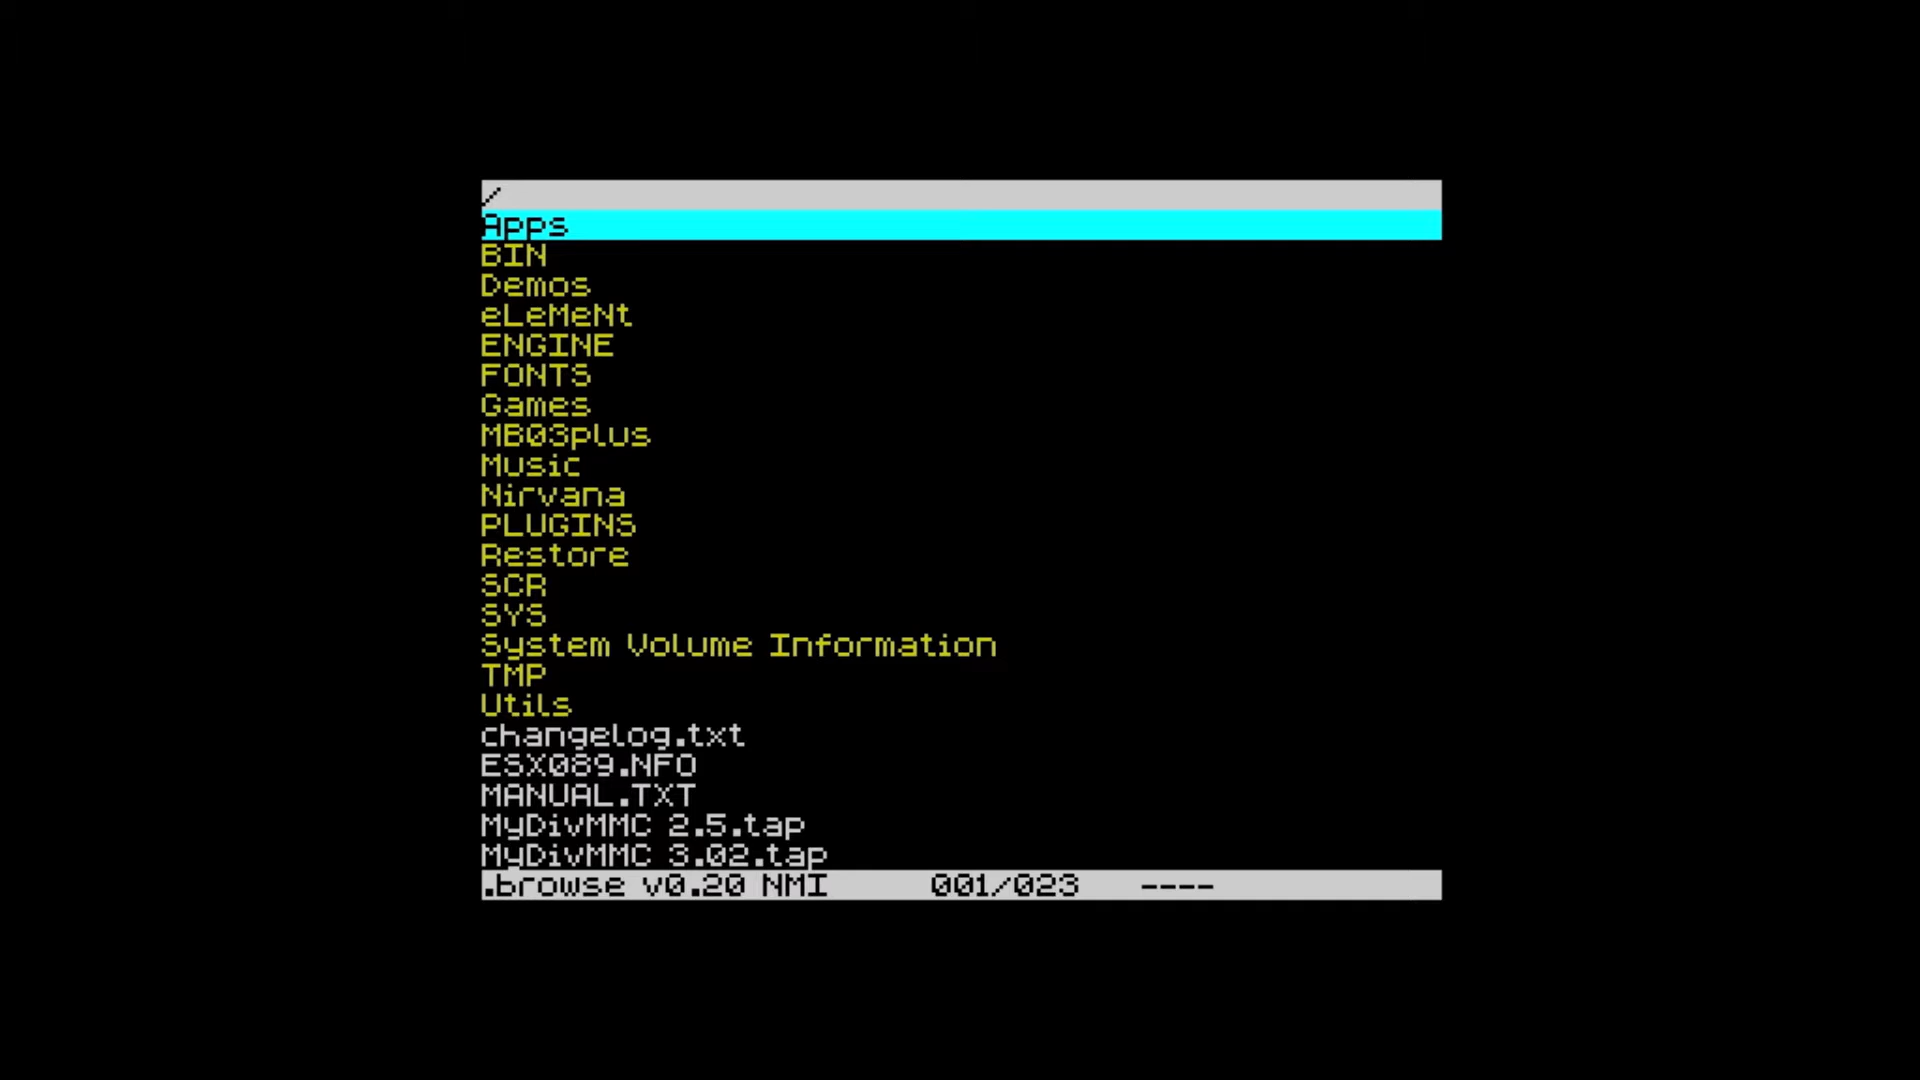 /
Apps
BIN
Demos
eLeMeNt
ENGINE
FONTS
Games
MB03plus
Music
Nirvana
PLUGINS
Restore
SCR
SYS
System Volume Information
TMP
Utils
changelog.txt
ESX089.NFO
MANUAL.TXT
MyDivMMC 2.5.tap
MyDivMMC 3.02.tap
.browse v0.20 NMI 001/023 ----